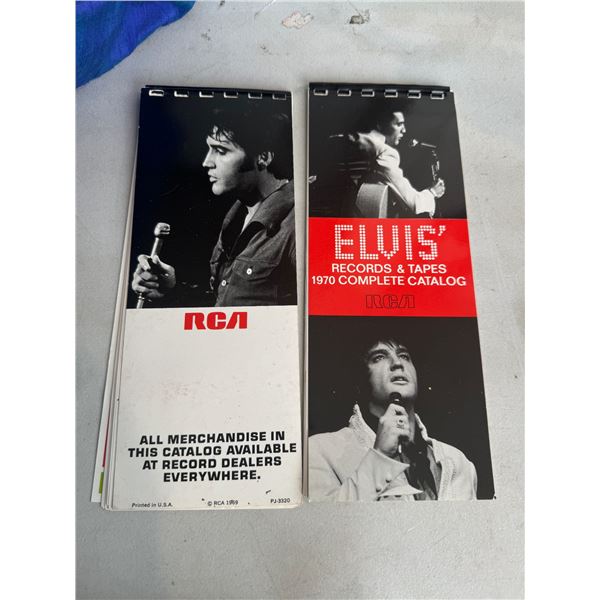 RCA
ALL MERCHANDISE IN
THIS CATALOG AVAILABLE
AT RECORD DEALERS
EVERYWHERE.
Printed in U.S.A. © RCA 1969 PJ-3320
ELVIS'
RECORDS & TAPES
1970 COMPLETE CATALOG
RCA